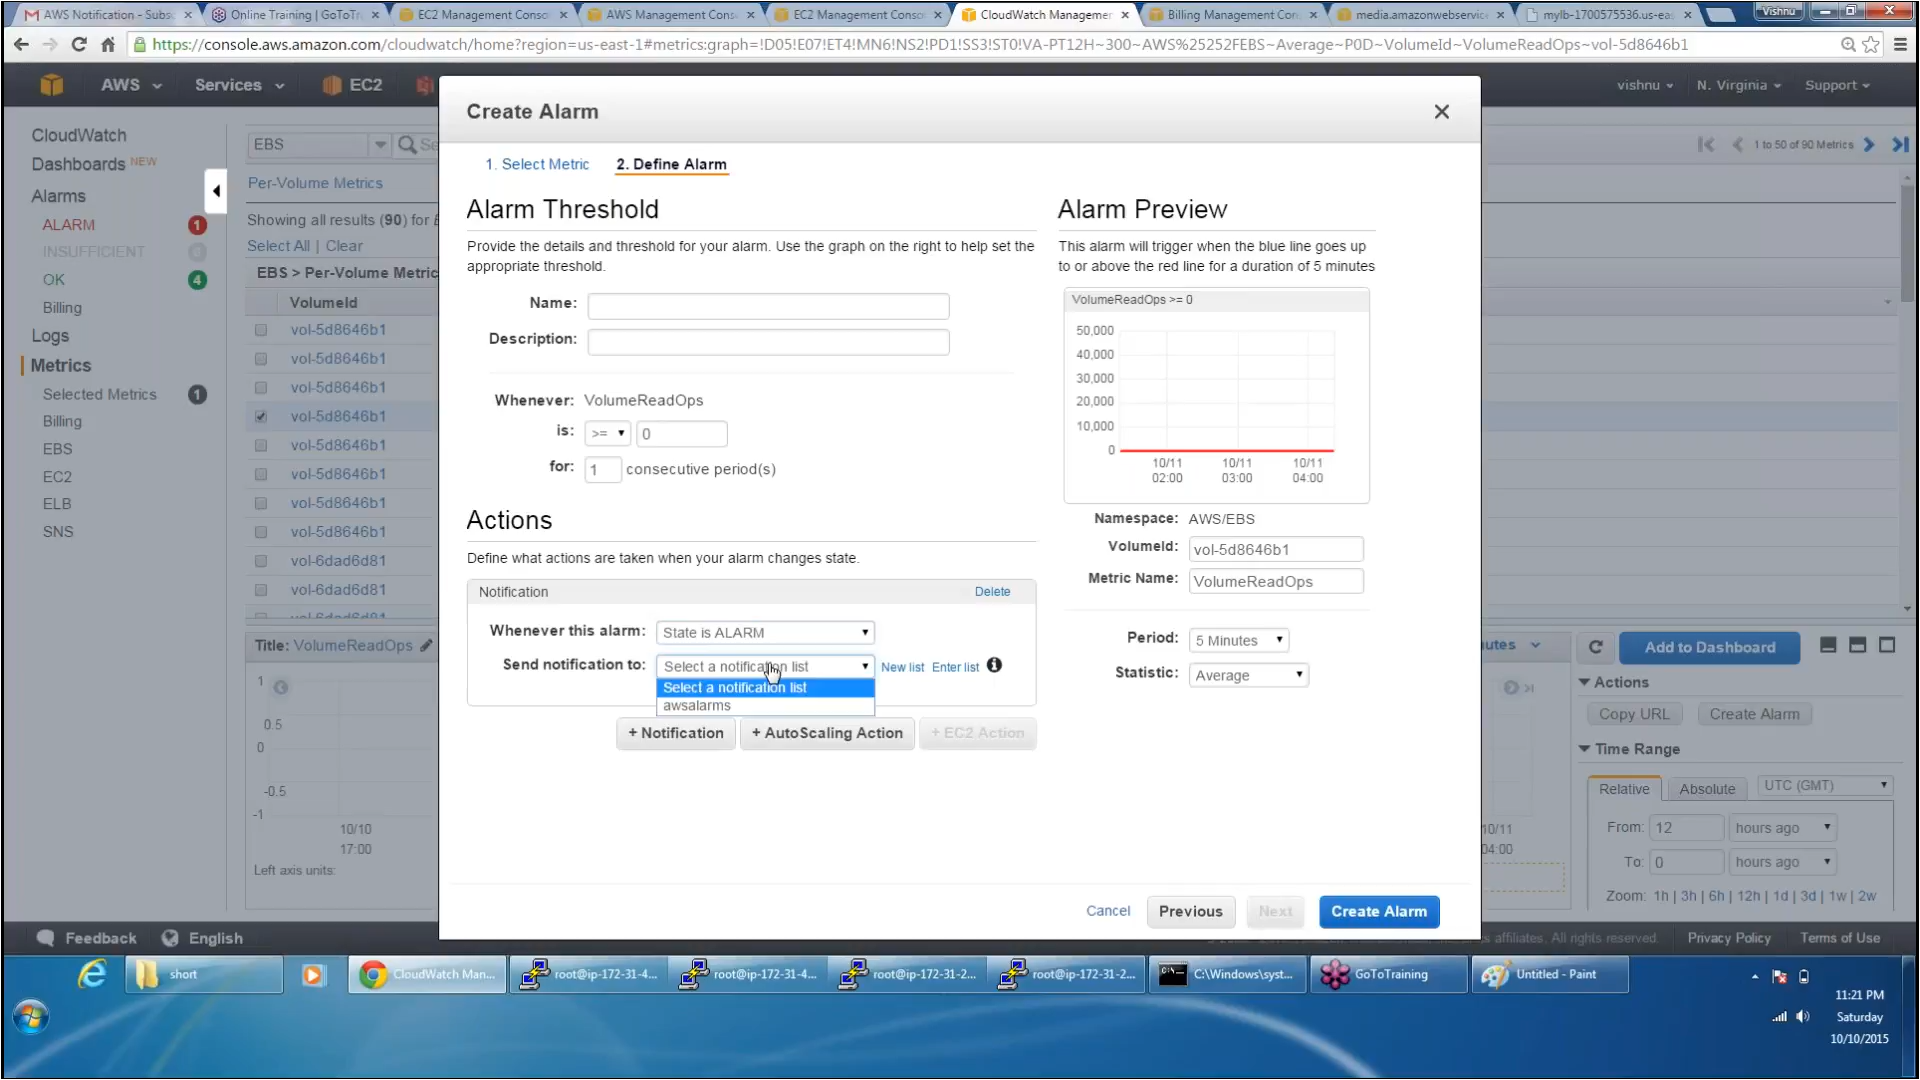 AWS Notification - Subsc
Online Training | GoToTr
EC2 Management Conso
AWS Management Cons
EC2 Management Conso
CloudWatch Managemen
Billing Management Con
media.amazonwebservice
mylb-1700575536.us-eas
Vishnu
https://console.aws.amazon.com/cloudwatch/home?region=us-east-1#metrics:graph=!D05!E07!ET4!MN6!NS2!PD1!SS3!ST0!VA-PT12H~300~AWS%25252FEBS~Average~P0D~VolumeId~VolumeReadOps~vol-5d8646b1
AWS
Services
EC2
vishnu
N. Virginia
Support
CloudWatch
Dashboards NEW
Alarms
ALARM 1
INSUFFICIENT 0
OK 4
Billing
Logs
Metrics
Selected Metrics 1
Billing
EBS
EC2
ELB
SNS
EBS
Se
1 to 50 of 90 Metrics
Per-Volume Metrics
Showing all results (90) for E
Select All | Clear
EBS > Per-Volume Metric
VolumeId
vol-5d8646b1
vol-5d8646b1
vol-5d8646b1
vol-5d8646b1
vol-5d8646b1
vol-5d8646b1
vol-5d8646b1
vol-5d8646b1
vol-6dad6d81
vol-6dad6d81
Title: VolumeReadOps
1
0.5
0
-0.5
-1
10/10
17:00
Left axis units:
Create Alarm
1. Select Metric
2. Define Alarm
Alarm Threshold
Provide the details and threshold for your alarm. Use the graph on the right to help set the
appropriate threshold.
Name:
Description:
Whenever: VolumeReadOps
is: >= 0
for: 1 consecutive period(s)
Actions
Define what actions are taken when your alarm changes state.
Notification
Delete
Whenever this alarm: State is ALARM
Send notification to: Select a notification list New list Enter list
Select a notification list
awsalarms
+ Notification
+ AutoScaling Action
+ EC2 Action
Alarm Preview
This alarm will trigger when the blue line goes up
to or above the red line for a duration of 5 minutes
VolumeReadOps >= 0
50,000
40,000
30,000
20,000
10,000
0
10/11 10/11 10/11
02:00 03:00 04:00
Namespace: AWS/EBS
VolumeId: vol-5d8646b1
Metric Name: VolumeReadOps
Period: 5 Minutes
Statistic: Average
Cancel
Previous
Next
Create Alarm
nutes
Add to Dashboard
Actions
Copy URL
Create Alarm
Time Range
Relative
Absolute
UTC (GMT)
From: 12 hours ago
To: 0 hours ago
Zoom: 1h | 3h | 6h | 12h | 1d | 3d | 1w | 2w
10/11
04:00
Feedback
English
affiliates. All rights reserved.
Privacy Policy
Terms of Use
short
CloudWatch Man...
root@ip-172-31-4...
root@ip-172-31-4...
root@ip-172-31-2...
root@ip-172-31-2...
C:\Windows\syst...
GoToTraining
Untitled - Paint
11:21 PM
Saturday
10/10/2015